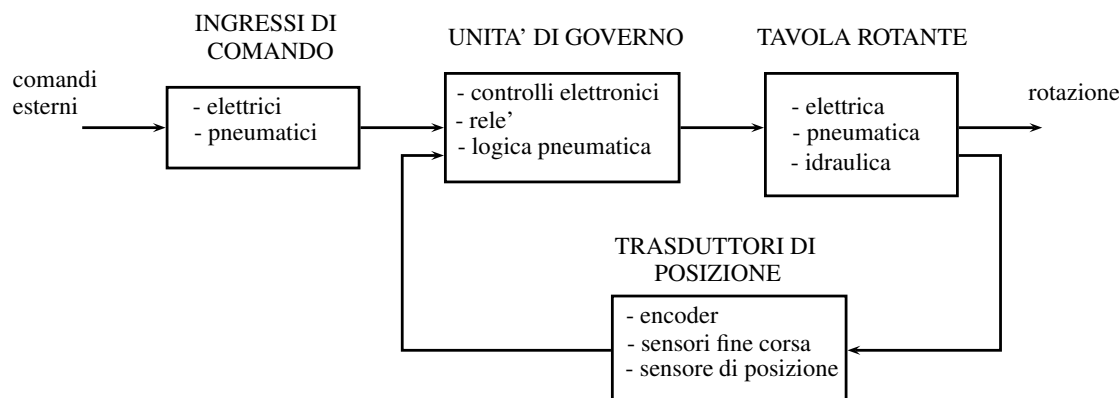 INGRESSI DI
COMANDO
UNITA' DI GOVERNO
TAVOLA ROTANTE
comandi
esterni
- elettrici
- pneumatici
- controlli elettronici
- rele'
- logica pneumatica
- elettrica
- pneumatica
- idraulica
rotazione
TRASDUTTORI DI
POSIZIONE
- encoder
- sensori fine corsa
- sensore di posizione